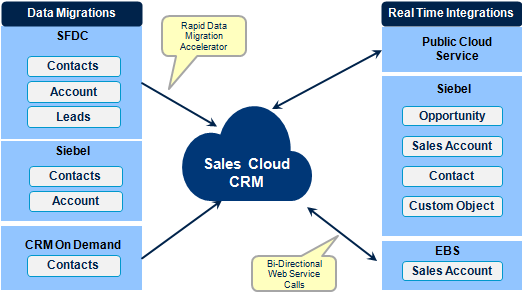 Data Migrations
SFDC
Contacts
Account
Leads
Siebel
Contacts
Account
CRM On Demand
Contacts
Rapid Data
Migration
Accelerator
Sales Cloud
CRM
Bi-Directional
Web Service
Calls
Real Time Integrations
Public Cloud
Service
Siebel
Opportunity
Sales Account
Contact
Custom Object
EBS
Sales Account